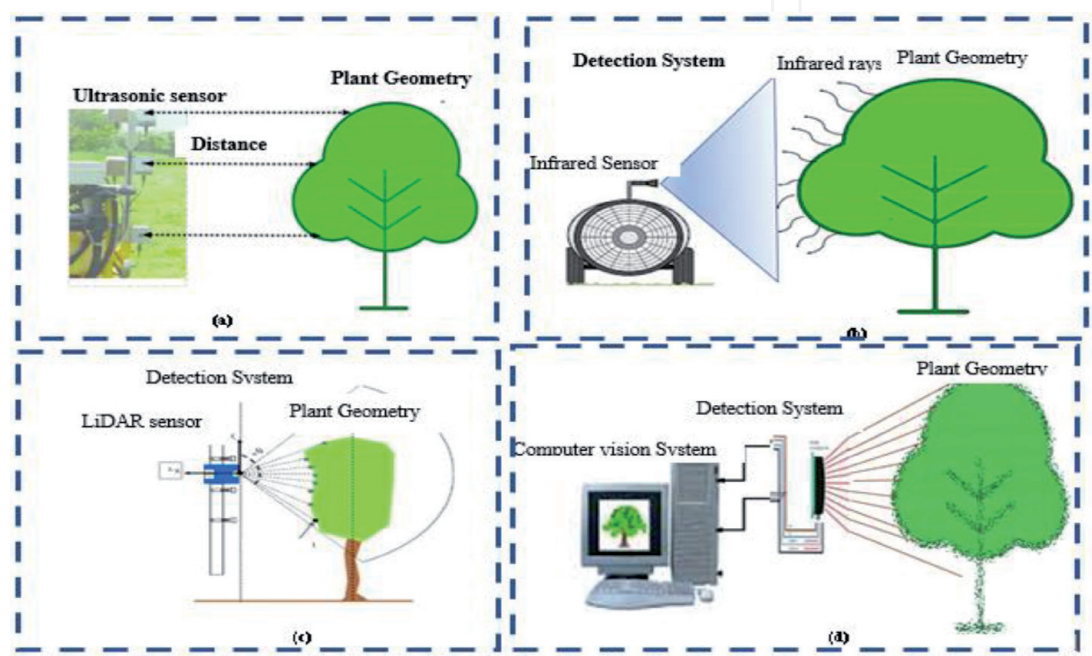 Plant Geometry
Ultrasonic sensor
Distance
(a)
Detection System
Infrared rays
Plant Geometry
Infrared Sensor
(b)
Detection System
Plant Geometry
LiDAR sensor
(c)
Plant Geometry
Detection System
Computer vision System
(d)